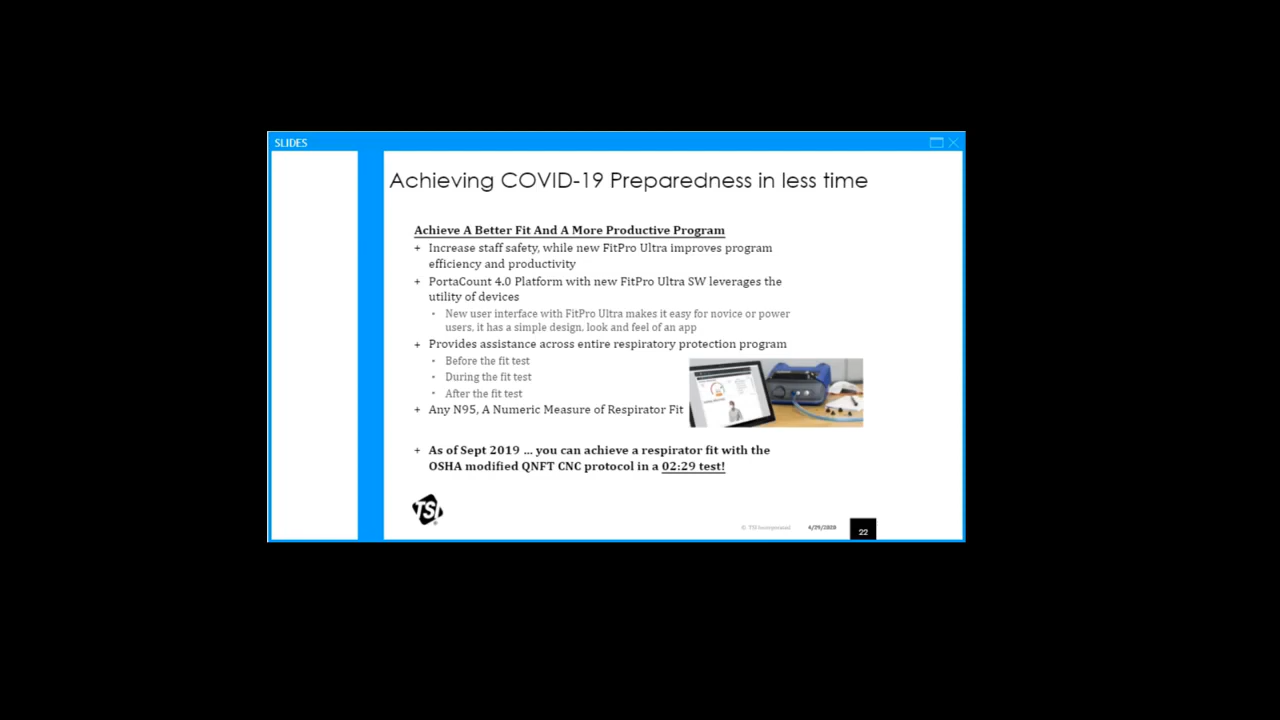 SLIDES
Achieving COVID-19 Preparedness in less time
Achieve A Better Fit And A More Productive Program
+ Increase staff safety, while new FitPro Ultra improves program
efficiency and productivity
+ PortaCount 4.0 Platform with new FitPro Ultra SW leverages the
utility of devices
• New user interface with FitPro Ultra makes it easy for novice or power
users, it has a simple design, look and feel of an app
+ Provides assistance across entire respiratory protection program
• Before the fit test
• During the fit test
• After the fit test
+ Any N95, A Numeric Measure of Respirator Fit
+ As of Sept 2019 ... you can achieve a respirator fit with the
OSHA modified QNFT CNC protocol in a 02:29 test!
TSI
© TSI Incorporated 4/29/2020 22